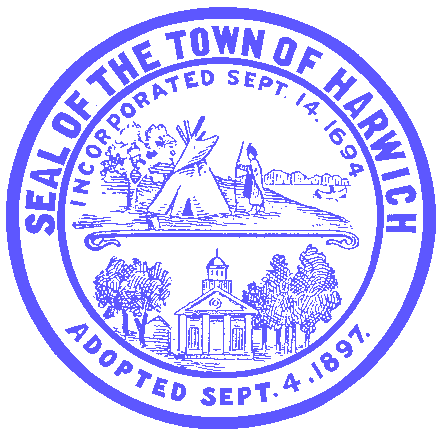 SEAL OF THE TOWN OF HARWICH
INCORPORATED SEPT. 14. 1694
ADOPTED SEPT. 4. 1897.